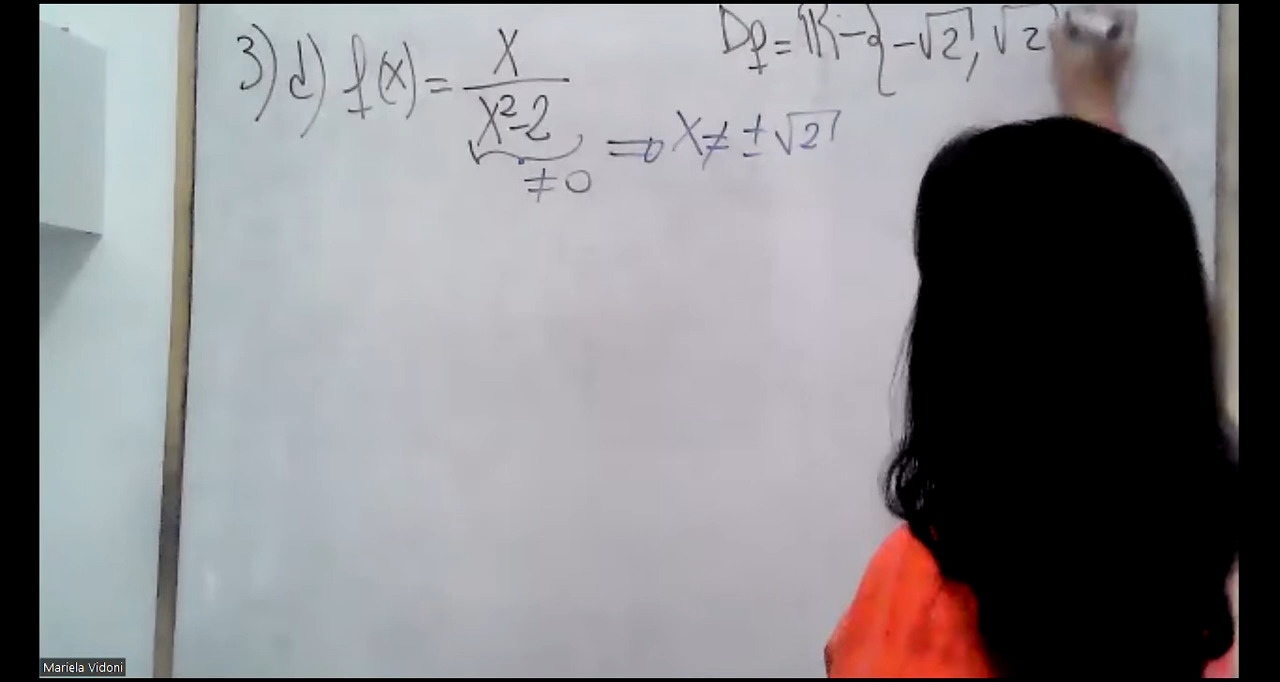 3) d) f(x) = x / x²-2
≠0 ⇒ x ≠ ± √2
Df = ℝ - { -√2, √2
Mariela Vidoni